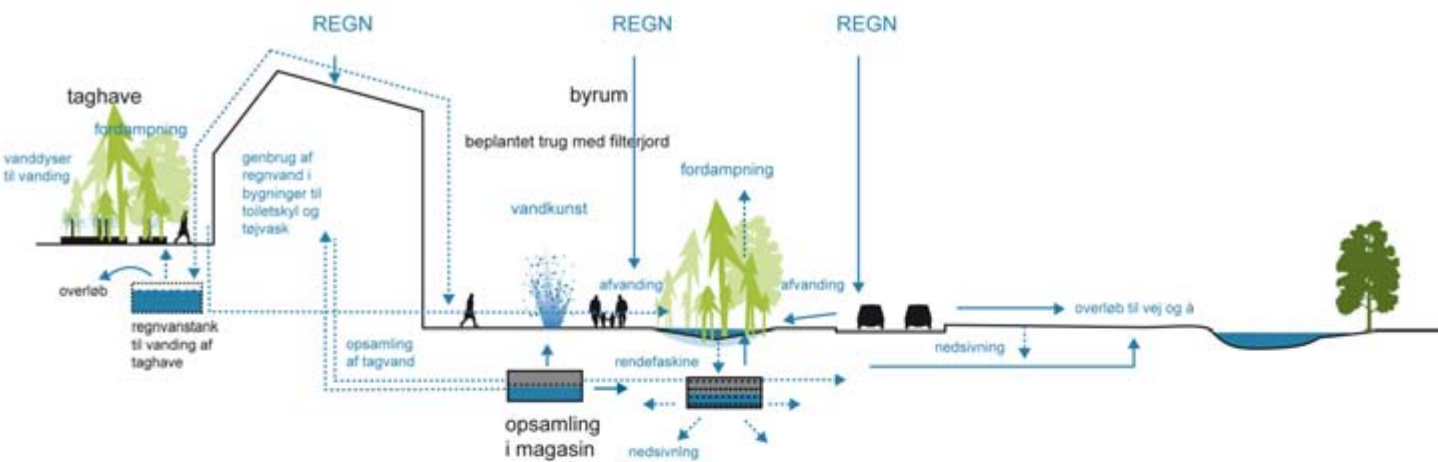 REGN
REGN
REGN
taghave
fordampning
vanddyser
til vanding
genbrug af
regnvand i
bygninger til
toiletskyl og
tøjvask
byrum
beplantet trug med filterjord
fordampning
vandkunst
afvanding
afvanding
overløb
regnvanstank
til vanding af
taghave
opsamling
af tagvand
rendefaskine
overløb til vej og å
nedsivning
opsamling
i magasin
nedsivning